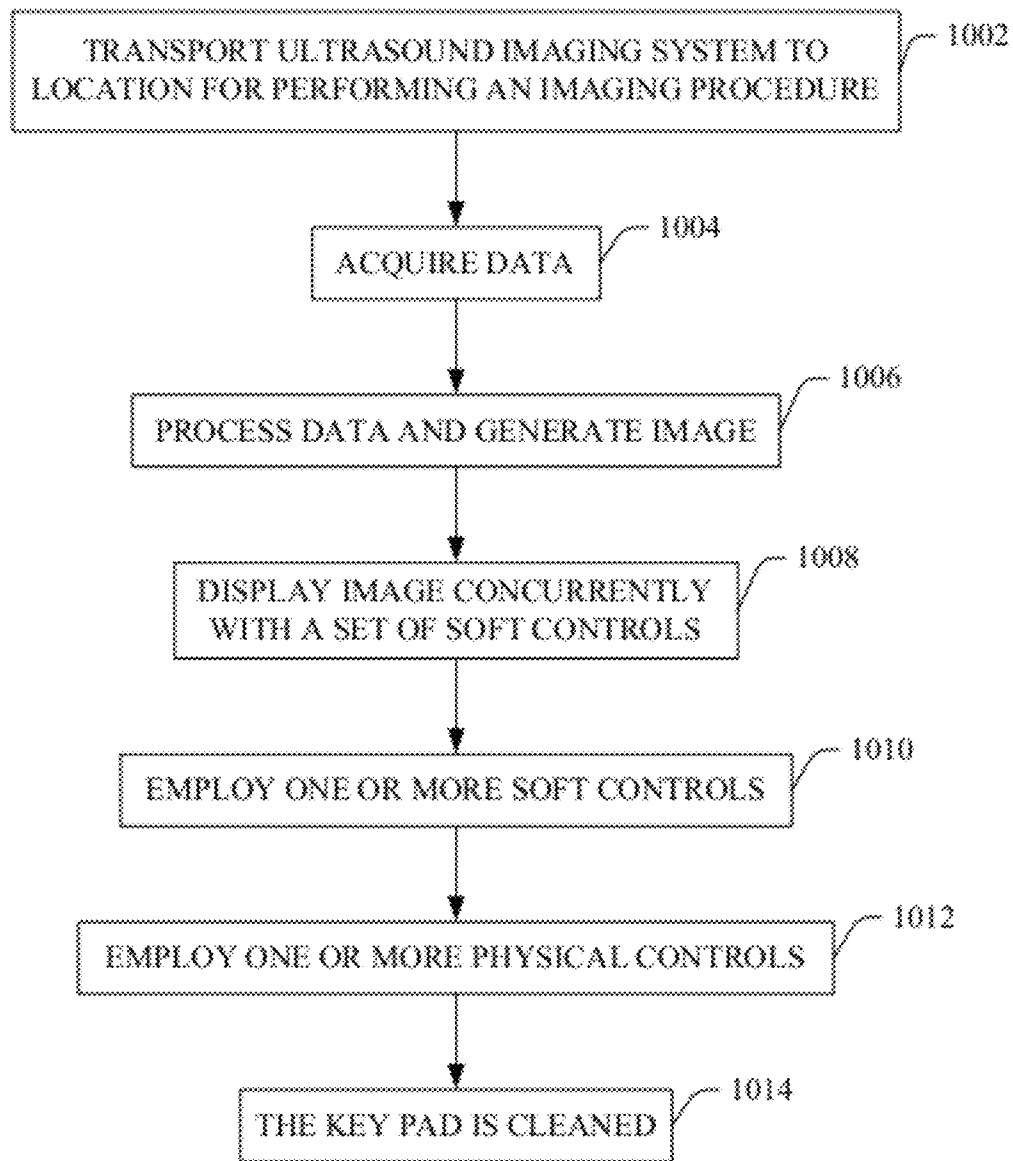 TRANSPORT ULTRASOUND IMAGING SYSTEM TO
LOCATION FOR PERFORMING AN IMAGING PROCEDURE
1002
ACQUIRE DATA
1004
PROCESS DATA AND GENERATE IMAGE
1006
DISPLAY IMAGE CONCURRENTLY
WITH A SET OF SOFT CONTROLS
1008
EMPLOY ONE OR MORE SOFT CONTROLS
1010
EMPLOY ONE OR MORE PHYSICAL CONTROLS
1012
THE KEY PAD IS CLEANED
1014